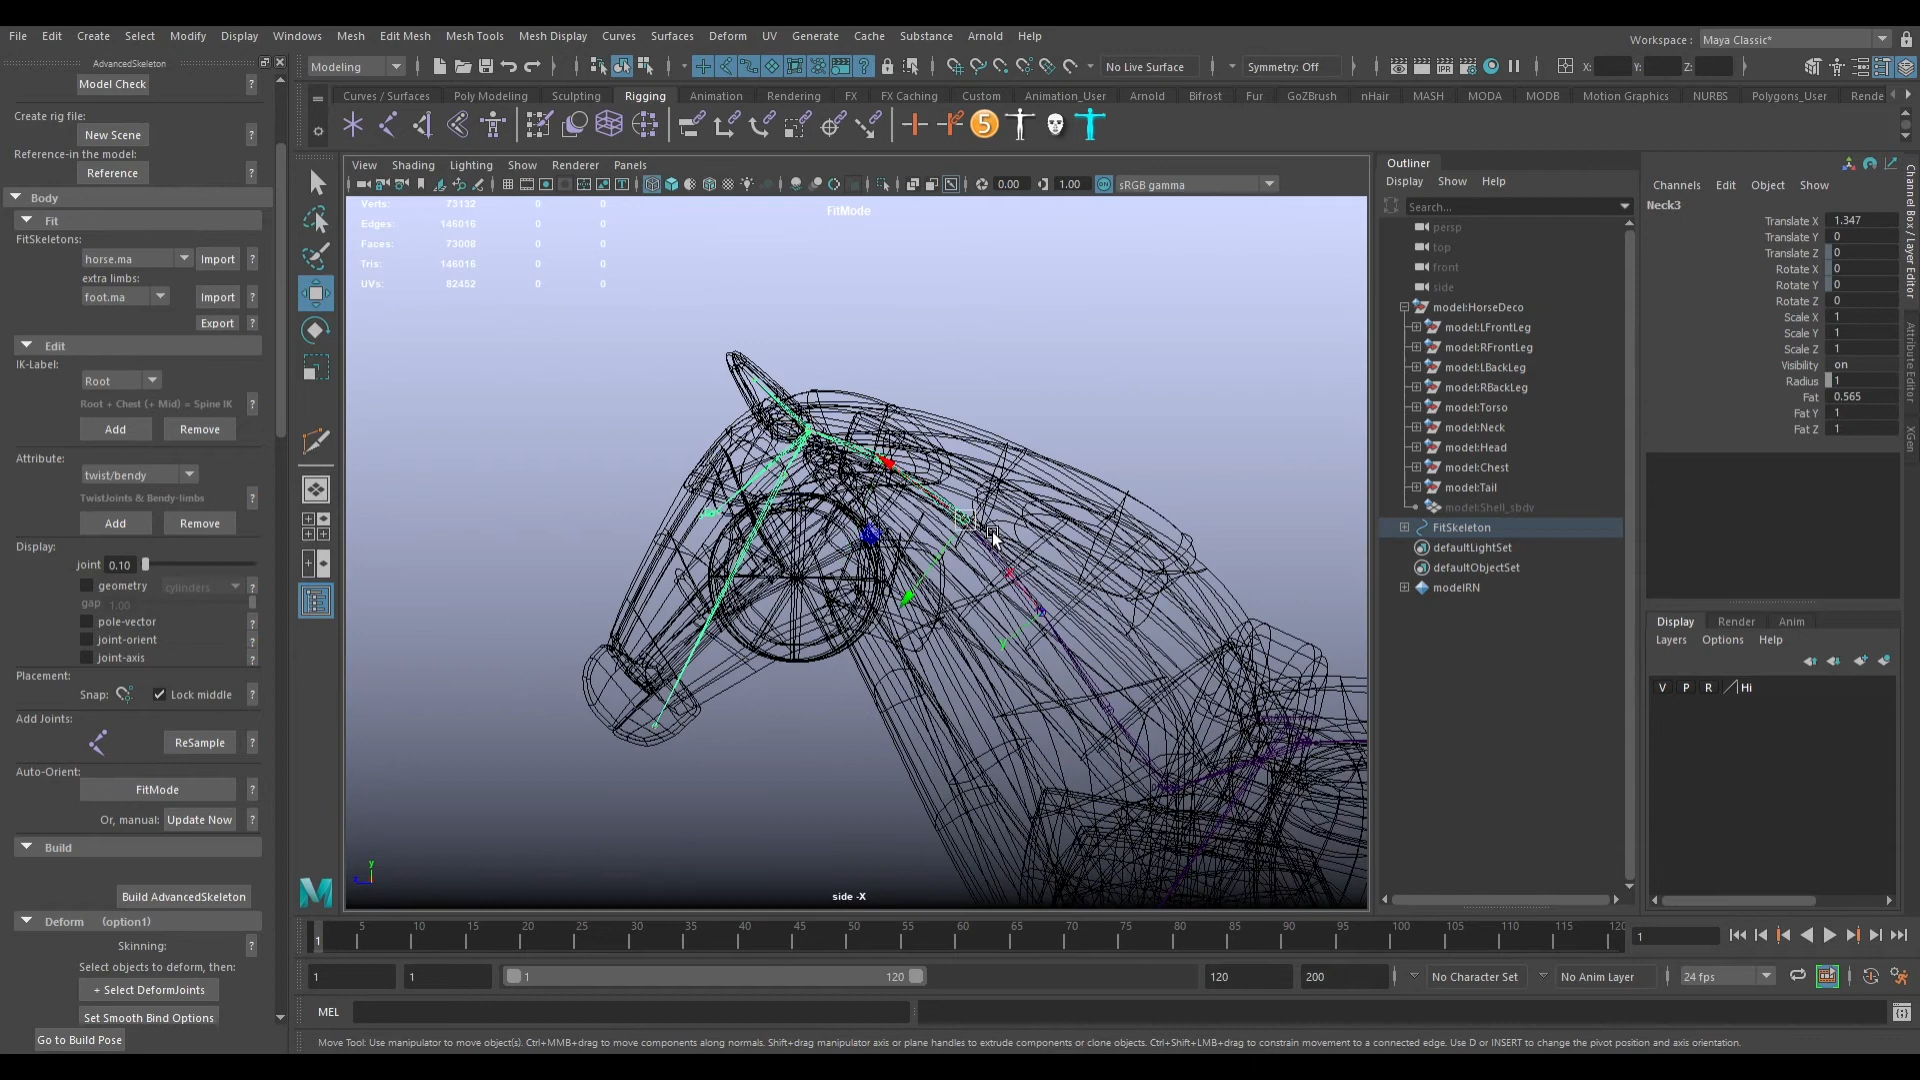 File Edit Create Select Modify Display Windows Mesh Edit Mesh Mesh Tools Mesh Display Curves Surfaces Deform UV Generate Cache Substance Arnold Help
Workspace : Maya Classic*
AdvancedSkeleton
Modeling
No Live Surface
Symmetry: Off
X: Y: Z:
Model Check ?
Curves / Surfaces Poly Modeling Sculpting Rigging Animation Rendering FX FX Caching Custom Animation_User Arnold Bifrost Fur GoZBrush nHair MASH MODA MODB Motion Graphics NURBS Polygons_User Rende
Create rig file:
New Scene ?
Reference-in the model:
Reference ?
Body
Fit
FitSkeletons:
horse.ma Import ?
extra limbs:
foot.ma Import ?
Export ?
Edit
IK-Label:
Root
Root + Chest (+ Mid) = Spine IK ?
Add Remove
Attribute:
twist/bendy
TwistJoints & Bendy-limbs ?
Add Remove
Display:
joint 0.10
geometry cylinders ?
gap 1.00
pole-vector ?
joint-orient ?
joint-axis ?
Placement:
Snap: Lock middle ?
Add Joints:
ReSample ?
Auto-Orient:
FitMode ?
Or, manual: Update Now ?
Build
Build AdvancedSkeleton
Deform (option1)
Skinning: ?
Select objects to deform, then:
+ Select DeformJoints
Set Smooth Bind Options
Go to Build Pose
View Shading Lighting Show Renderer Panels
0.00 1.00 sRGB gamma
Verts: 73132 0 0
Edges: 146016 0 0
Faces: 73008 0 0
Tris: 146016 0 0
UVs: 82452 0 0
FitMode
side -X
y
Outliner
Display Show Help
Search...
persp
top
front
side
model:HorseDeco
model:LFrontLeg
model:RFrontLeg
model:LBackLeg
model:RBackLeg
model:Torso
model:Neck
model:Head
model:Chest
model:Tail
model:Shell_sbdv
FitSkeleton
defaultLightSet
defaultObjectSet
modelRN
Channels Edit Object Show
Neck3
Translate X 1.347
Translate Y 0
Translate Z 0
Rotate X 0
Rotate Y 0
Rotate Z 0
Scale X 1
Scale Y 1
Scale Z 1
Visibility on
Radius 1
Fat 0.565
Fat Y 1
Fat Z 1
Channel Box / Layer Editor
Attribute Editor
XGen
Display Render Anim
Layers Options Help
V P R Hi
1 5 10 15 20 25 30 35 40 45 50 55 60 65 70 75 80 85 90 95 100 105 110 115 120
1
1 1 1 120 120 200 No Character Set No Anim Layer 24 fps
MEL
Move Tool: Use manipulator to move object(s). Ctrl+MMB+drag to move components along normals. Shift+drag manipulator axis or plane handles to extrude components or clone objects. Ctrl+Shift+LMB+drag to constrain movement to a connected edge. Use D or INSERT to change the pivot position and axis orientation.